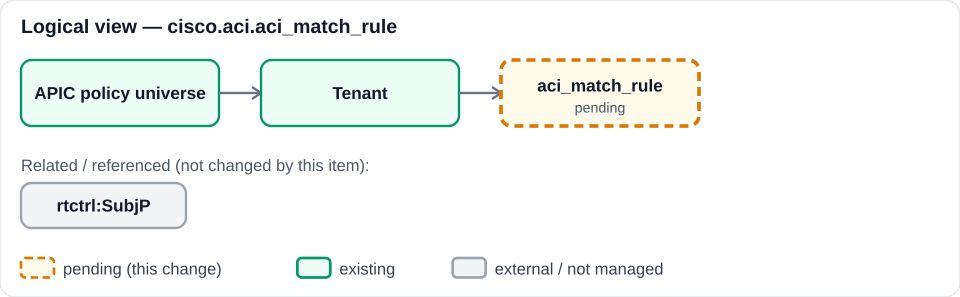 Logical view — cisco.aci.aci_match_rule
APIC policy universe
Tenant
aci_match_rule
pending
Related / referenced (not changed by this item):
rtctrl:SubjP
pending (this change)
existing
external / not managed